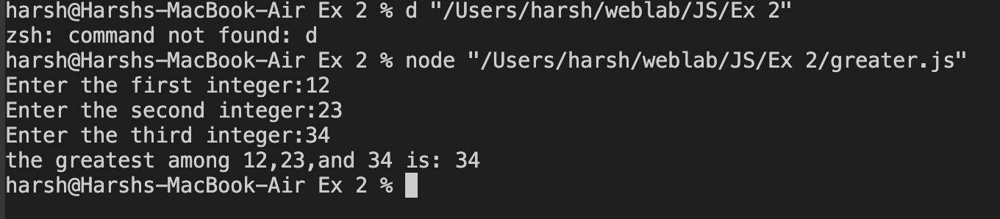 harsh@Harshs-MacBook-Air Ex 2 % d "/Users/harsh/weblab/JS/Ex 2"
zsh: command not found: d
harsh@Harshs-MacBook-Air Ex 2 % node "/Users/harsh/weblab/JS/Ex 2/greater.js"
Enter the first integer:12
Enter the second integer:23
Enter the third integer:34
the greatest among 12,23,and 34 is: 34
harsh@Harshs-MacBook-Air Ex 2 %